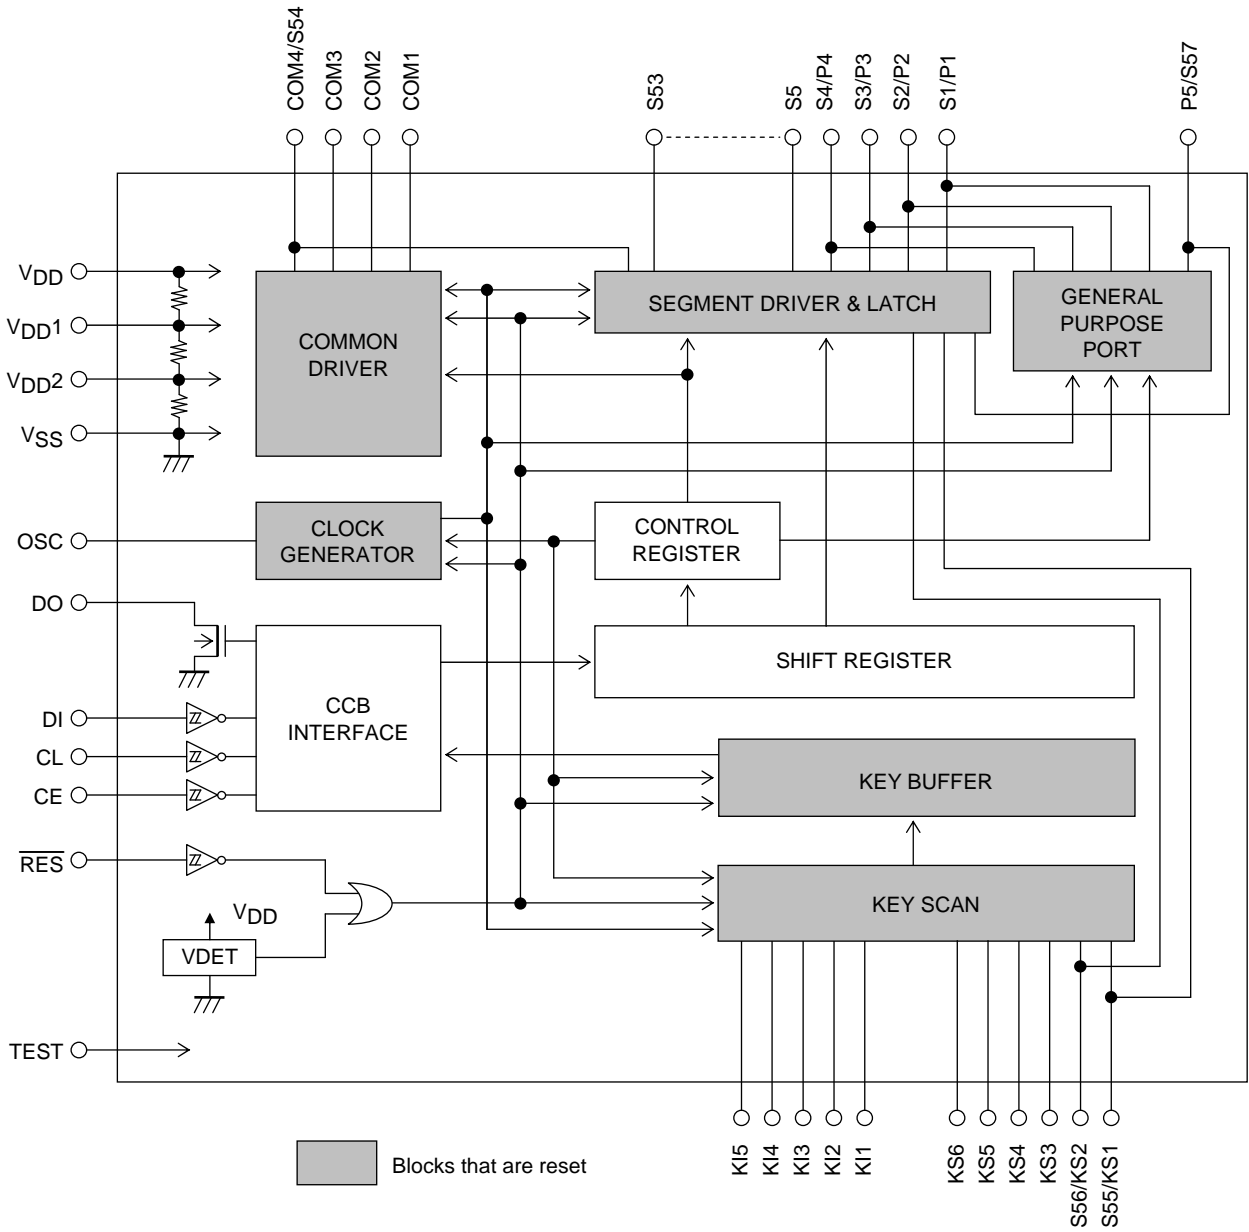 COM4/S54
COM3
COM2
COM1
S53
S5
S4/P4
S3/P3
S2/P2
S1/P1
P5/S57
VDD
VDD1
VDD2
VSS
COMMON
DRIVER
SEGMENT DRIVER & LATCH
GENERAL
PURPOSE
PORT
OSC
CLOCK
GENERATOR
CONTROL
REGISTER
DO
CCB
INTERFACE
SHIFT REGISTER
DI
CL
CE
KEY BUFFER
RES
VDD
VDET
KEY SCAN
TEST
KI5
KI4
KI3
KI2
KI1
KS6
KS5
KS4
KS3
S56/KS2
S55/KS1
Blocks that are reset